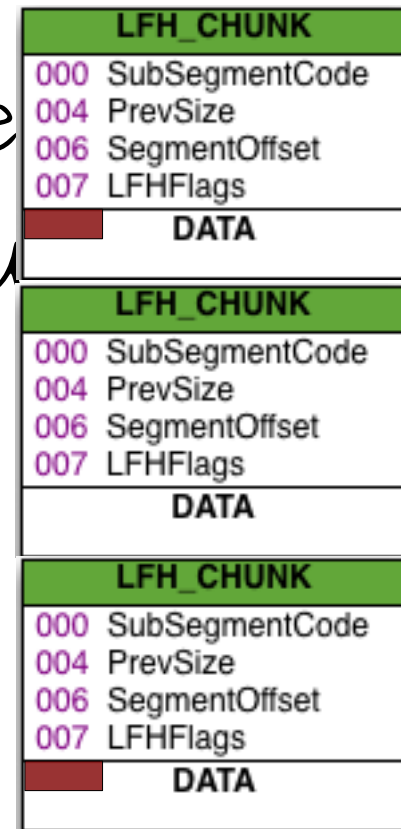 LFH_CHUNK
000 SubSegmentCode
004 PrevSize
006 SegmentOffset
007 LFHFlags
DATA
LFH_CHUNK
000 SubSegmentCode
004 PrevSize
006 SegmentOffset
007 LFHFlags
DATA
LFH_CHUNK
000 SubSegmentCode
004 PrevSize
006 SegmentOffset
007 LFHFlags
DATA